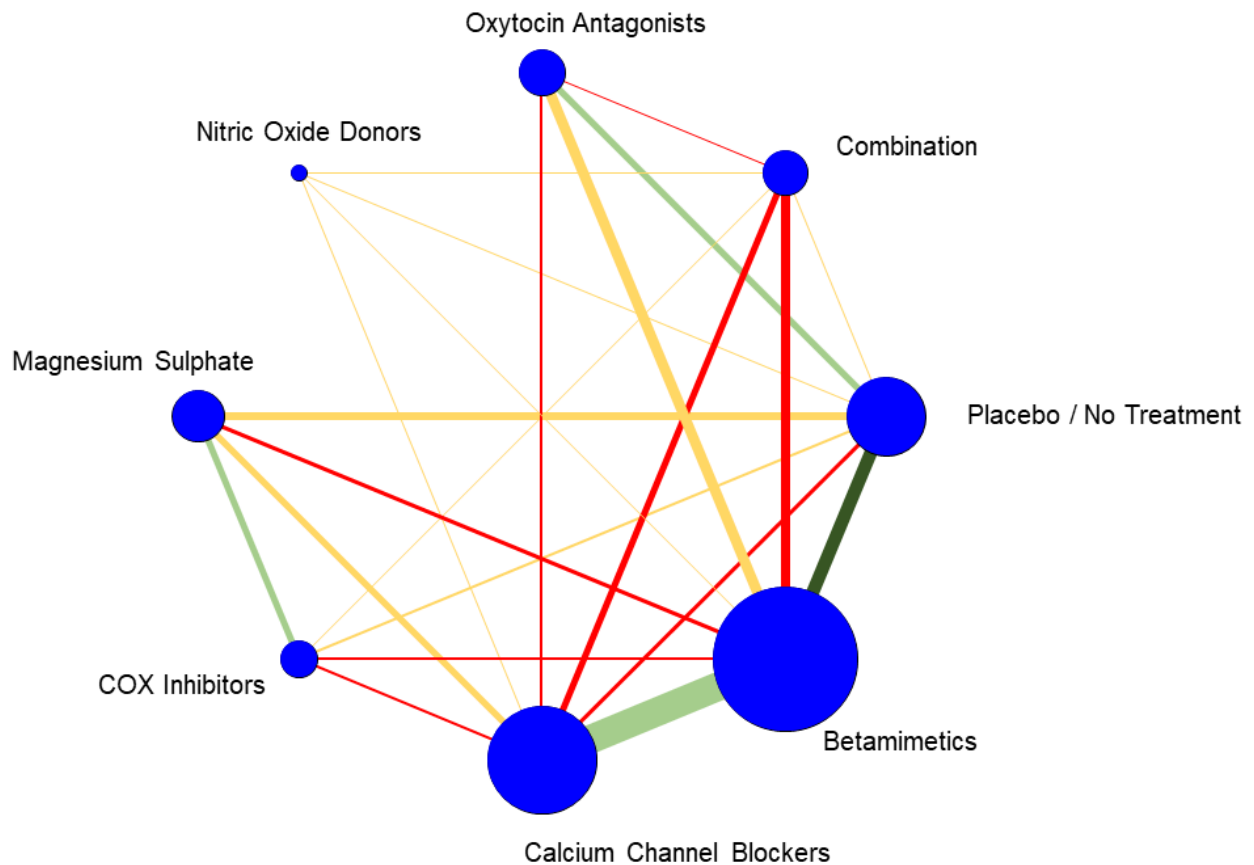 Oxytocin Antagonists
Nitric Oxide Donors
Combination
Magnesium Sulphate
Placebo / No Treatment
COX Inhibitors
Betamimetics
Calcium Channel Blockers